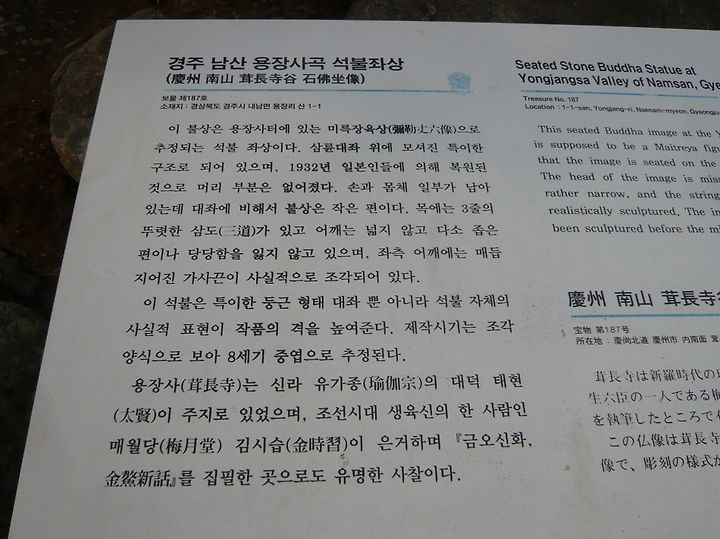 경주 남산 용장사곡 석불좌상
(慶州 南山 茸長寺谷 石佛坐像)
보물 제187호
소재지 : 경상북도 경주시 내남면 용장리 산 1-1
이 불상은 용장사터에 있는 미륵장육상(彌勒丈六像)으로
추정되는 석불 좌상이다. 삼륜대좌 위에 모셔진 특이한
구조로 되어 있으며, 1932년 일본인들에 의해 복원된
것으로 머리 부분은 없어졌다. 손과 몸체 일부가 남아
있는데 대좌에 비해서 불상은 작은 편이다. 목에는 3줄의
뚜렷한 삼도(三道)가 있고 어깨는 넓지 않고 다소 좁은
편이나 당당함을 잃지 않고 있으며, 좌측 어깨에는 매듭
지어진 가사끈이 사실적으로 조각되어 있다.
이 석불은 특이한 둥근 형태 대좌 뿐 아니라 석불 자체의
사실적 표현이 작품의 격을 높여준다. 제작시기는 조각
양식으로 보아 8세기 중엽으로 추정된다.
용장사(茸長寺)는 신라 유가종(瑜伽宗)의 대덕 태현
(太賢)이 주지로 있었으며, 조선시대 생육신의 한 사람인
매월당(梅月堂) 김시습(金時習)이 은거하며 『금오신화,
金鰲新話』를 집필한 곳으로도 유명한 사찰이다.
Seated Stone Buddha Statue at
Yongjangsa Valley of Namsan,
Treasure No. 187
Location : 1-1-san, Yongjang-ri, Naenam-myson,
This seated Buddha image at the
is supposed to be a Maitreya
that the image is seated on the
The head of the image is
rather narrow, and the
realistically sculptured. The
been sculptured before the
慶州 南山 茸長寺
宝物 第187号
所在地 : 慶尚北道 慶州市 内南面
茸長寺は新羅時代の
生六臣の一人である
を執筆したところで
この仏像は茸長寺
像で、彫刻の様式が